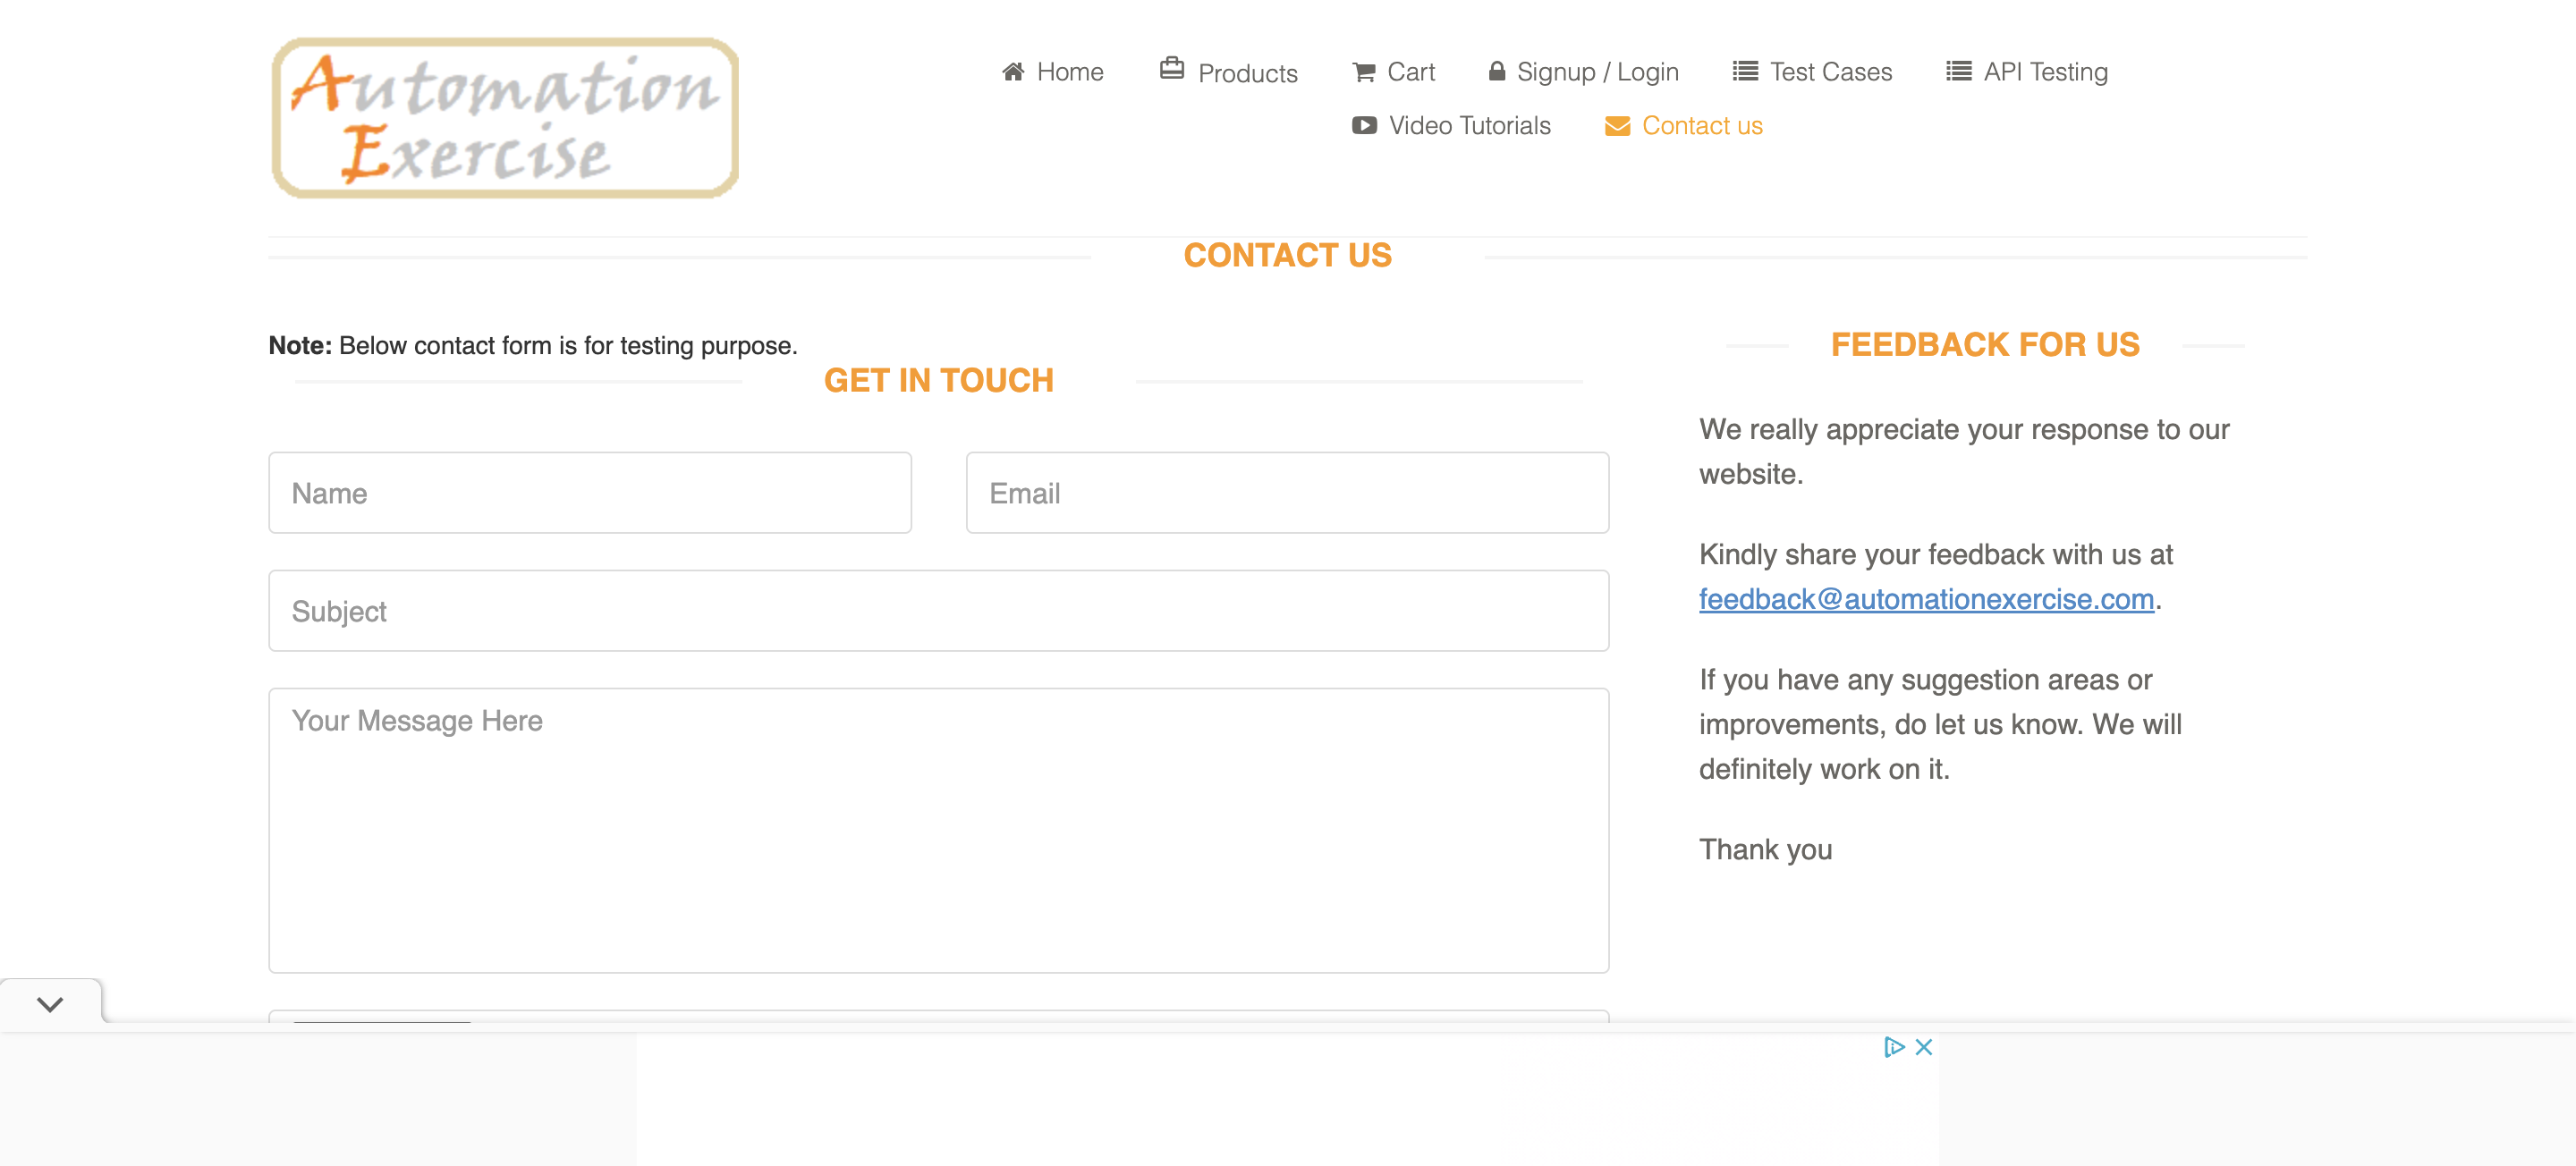 Automation
Exercise
Home
Products
Cart
Signup / Login
Test Cases
API Testing
Video Tutorials
Contact us
CONTACT US
Note: Below contact form is for testing purpose.
GET IN TOUCH
Name
Email
Subject
Your Message Here
FEEDBACK FOR US
We really appreciate your response to our
website.
Kindly share your feedback with us at
feedback@automationexercise.com.
If you have any suggestion areas or
improvements, do let us know. We will
definitely work on it.
Thank you